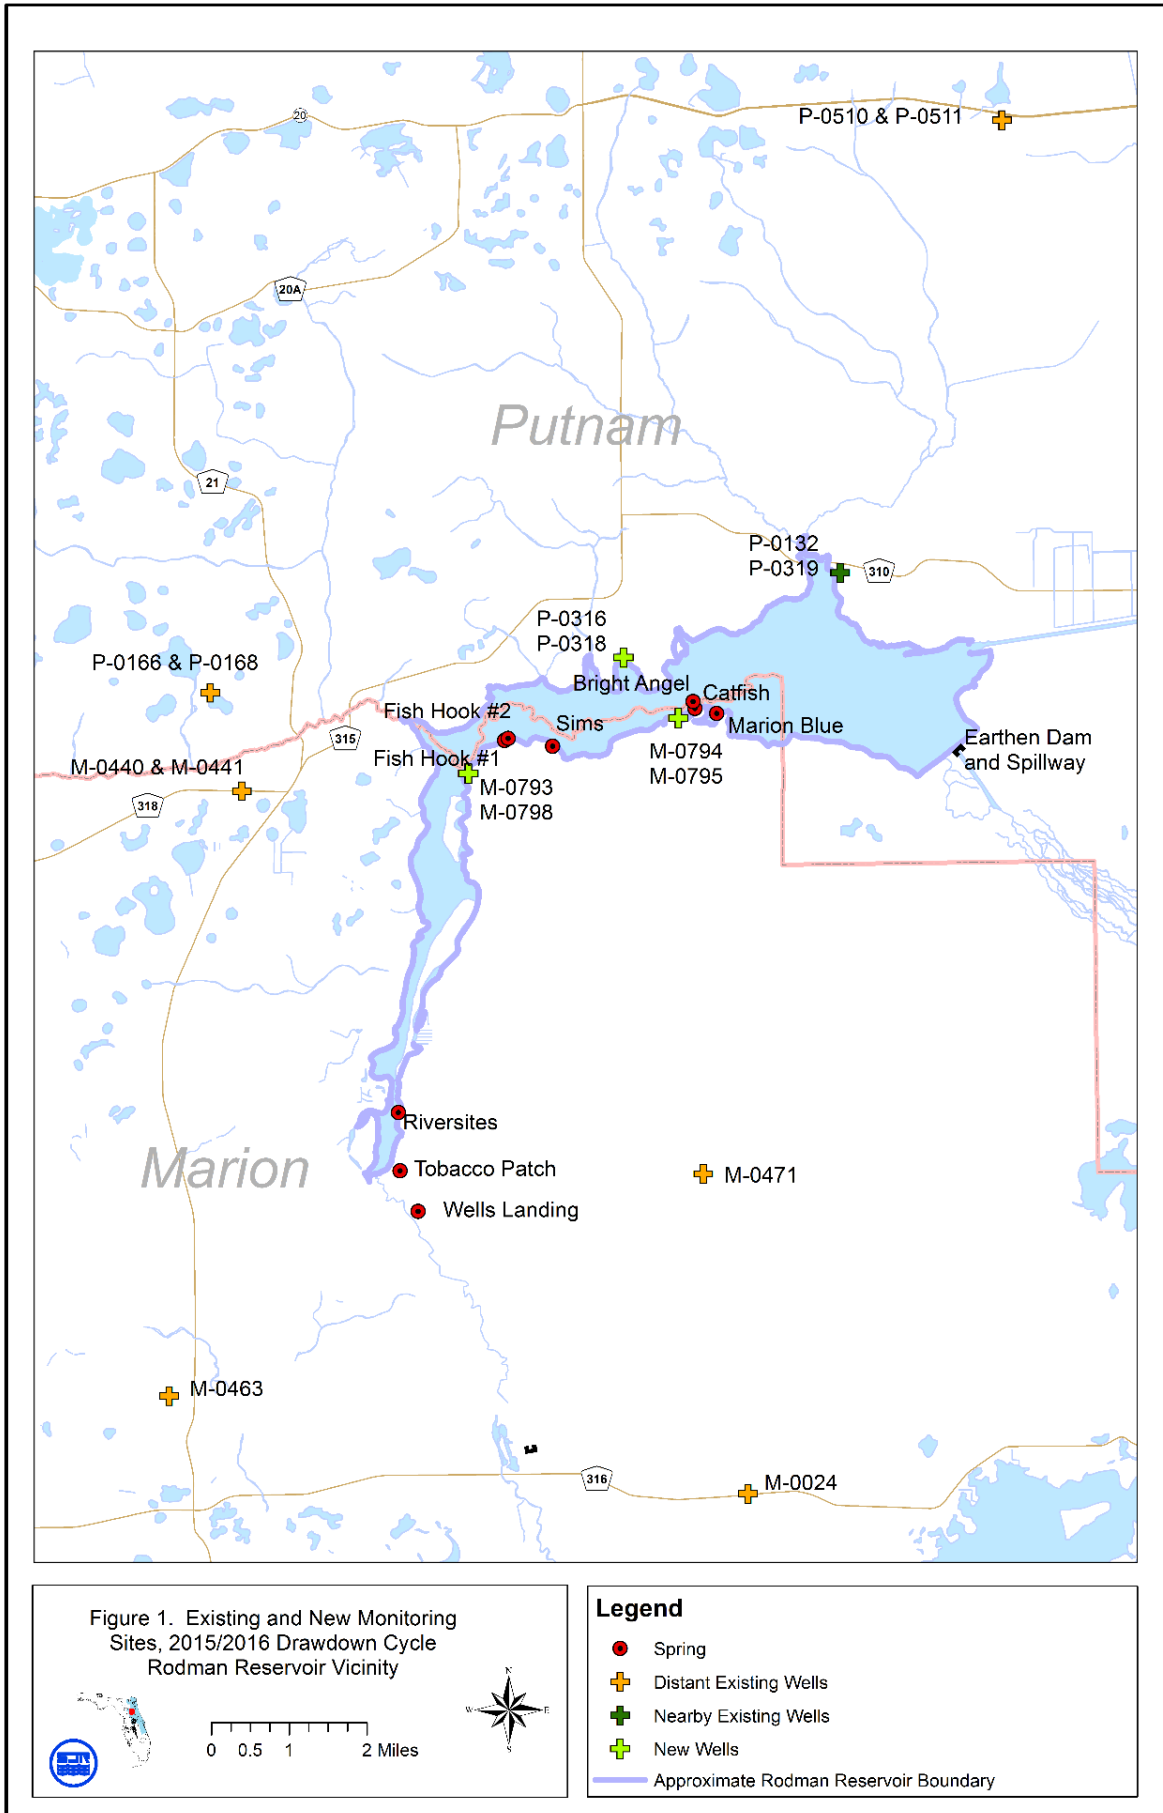 P-0510 & P-0511
20
20A
Putnam
21
P-0132
P-0319
310
P-0316
P-0318
P-0166 & P-0168
Bright Angel
Catfish
Fish Hook #2
Sims
Marion Blue
315
Earthen Dam
and Spillway
Fish Hook #1
M-0794
M-0795
M-0440 & M-0441
M-0793
M-0798
318
Riversites
Marion
Tobacco Patch
M-0471
Wells Landing
M-0463
316
M-0024
Figure 1. Existing and New Monitoring
Sites, 2015/2016 Drawdown Cycle
Rodman Reservoir Vicinity
N
W
E
S
0 0.5 1 2 Miles
Legend
Spring
Distant Existing Wells
Nearby Existing Wells
New Wells
Approximate Rodman Reservoir Boundary